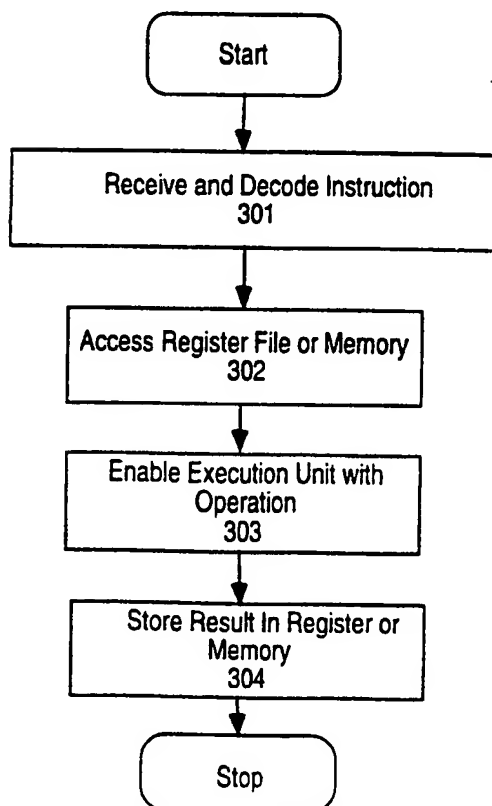 Start
Receive and Decode Instruction
301
Access Register File or Memory
302
Enable Execution Unit with
Operation
303
Store Result In Register or
Memory
304
Stop